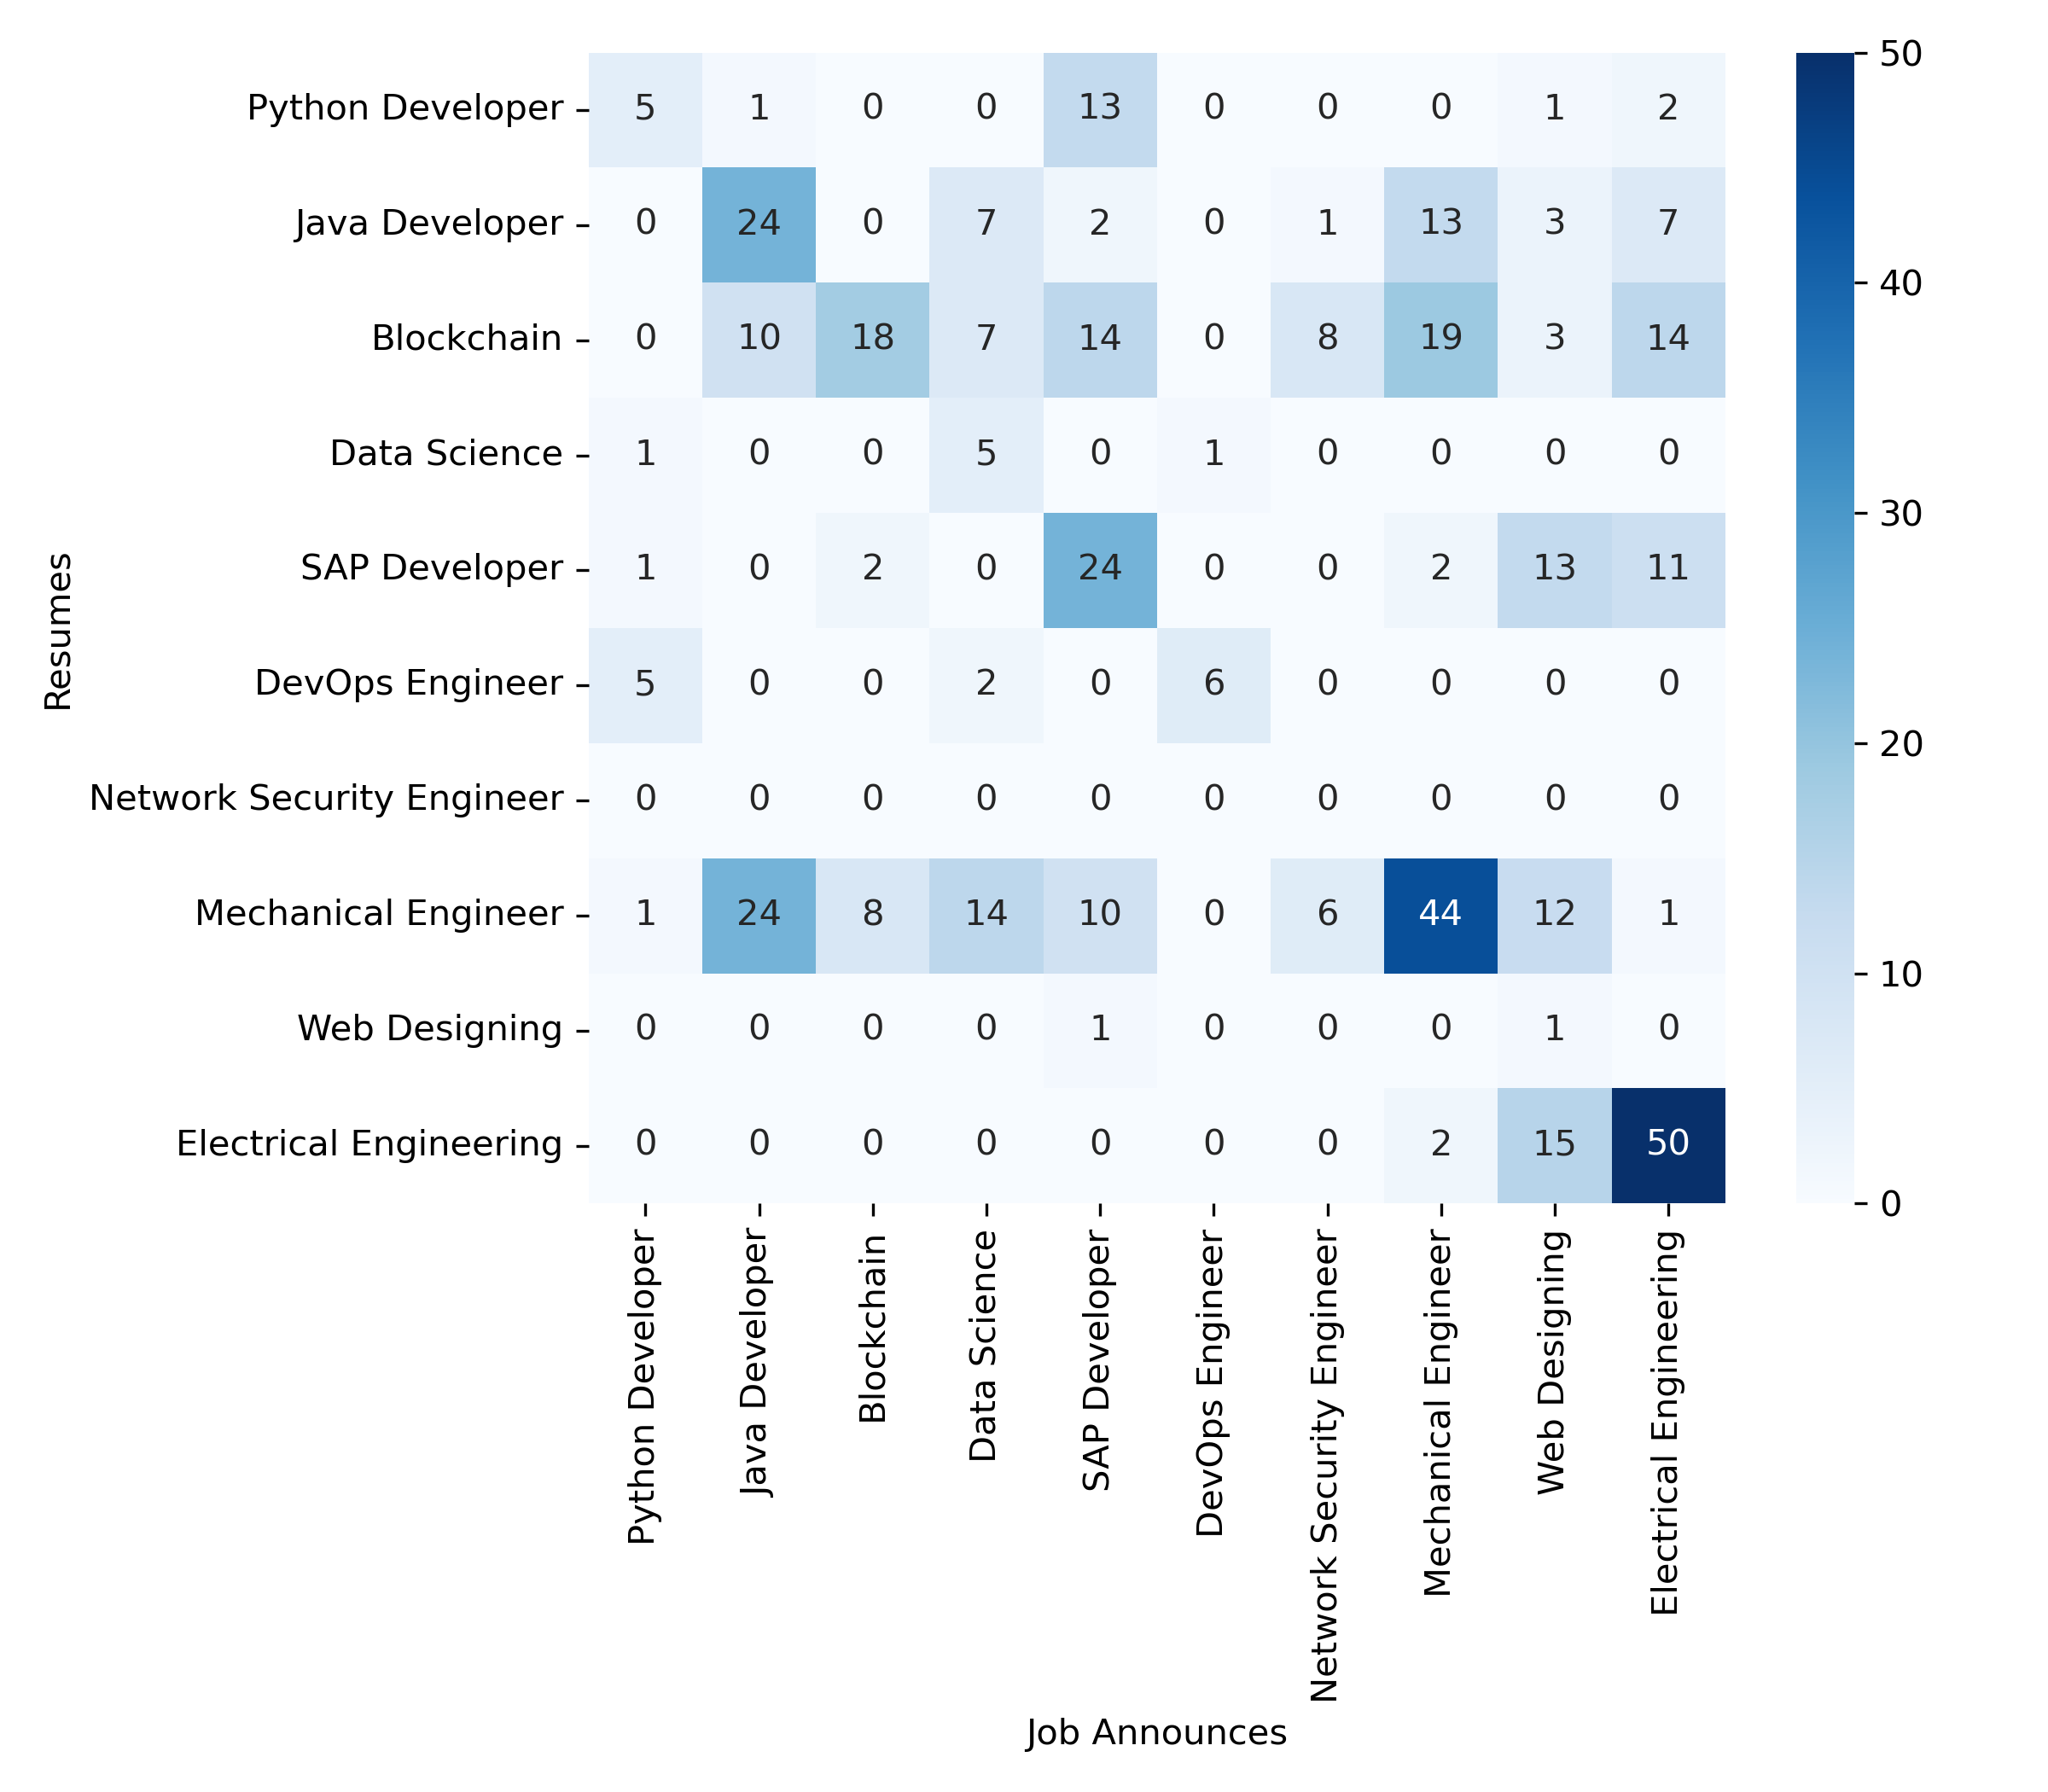 Python Developer 5 1 0 0 13 0 0 0 1 2
Java Developer 0 24 0 7 2 0 1 13 3 7
Blockchain 0 10 18 7 14 0 8 19 3 14
Data Science 1 0 0 5 0 1 0 0 0 0
SAP Developer 1 0 2 0 24 0 0 2 13 11
DevOps Engineer 5 0 0 2 0 6 0 0 0 0
Network Security Engineer 0 0 0 0 0 0 0 0 0 0
Mechanical Engineer 1 24 8 14 10 0 6 44 12 1
Web Designing 0 0 0 0 1 0 0 0 1 0
Electrical Engineering 0 0 0 0 0 0 0 2 15 50
Resumes
Python Developer
Java Developer
Blockchain
Data Science
SAP Developer
DevOps Engineer
Network Security Engineer
Mechanical Engineer
Web Designing
Electrical Engineering
Job Announces
50
40
30
20
10
0